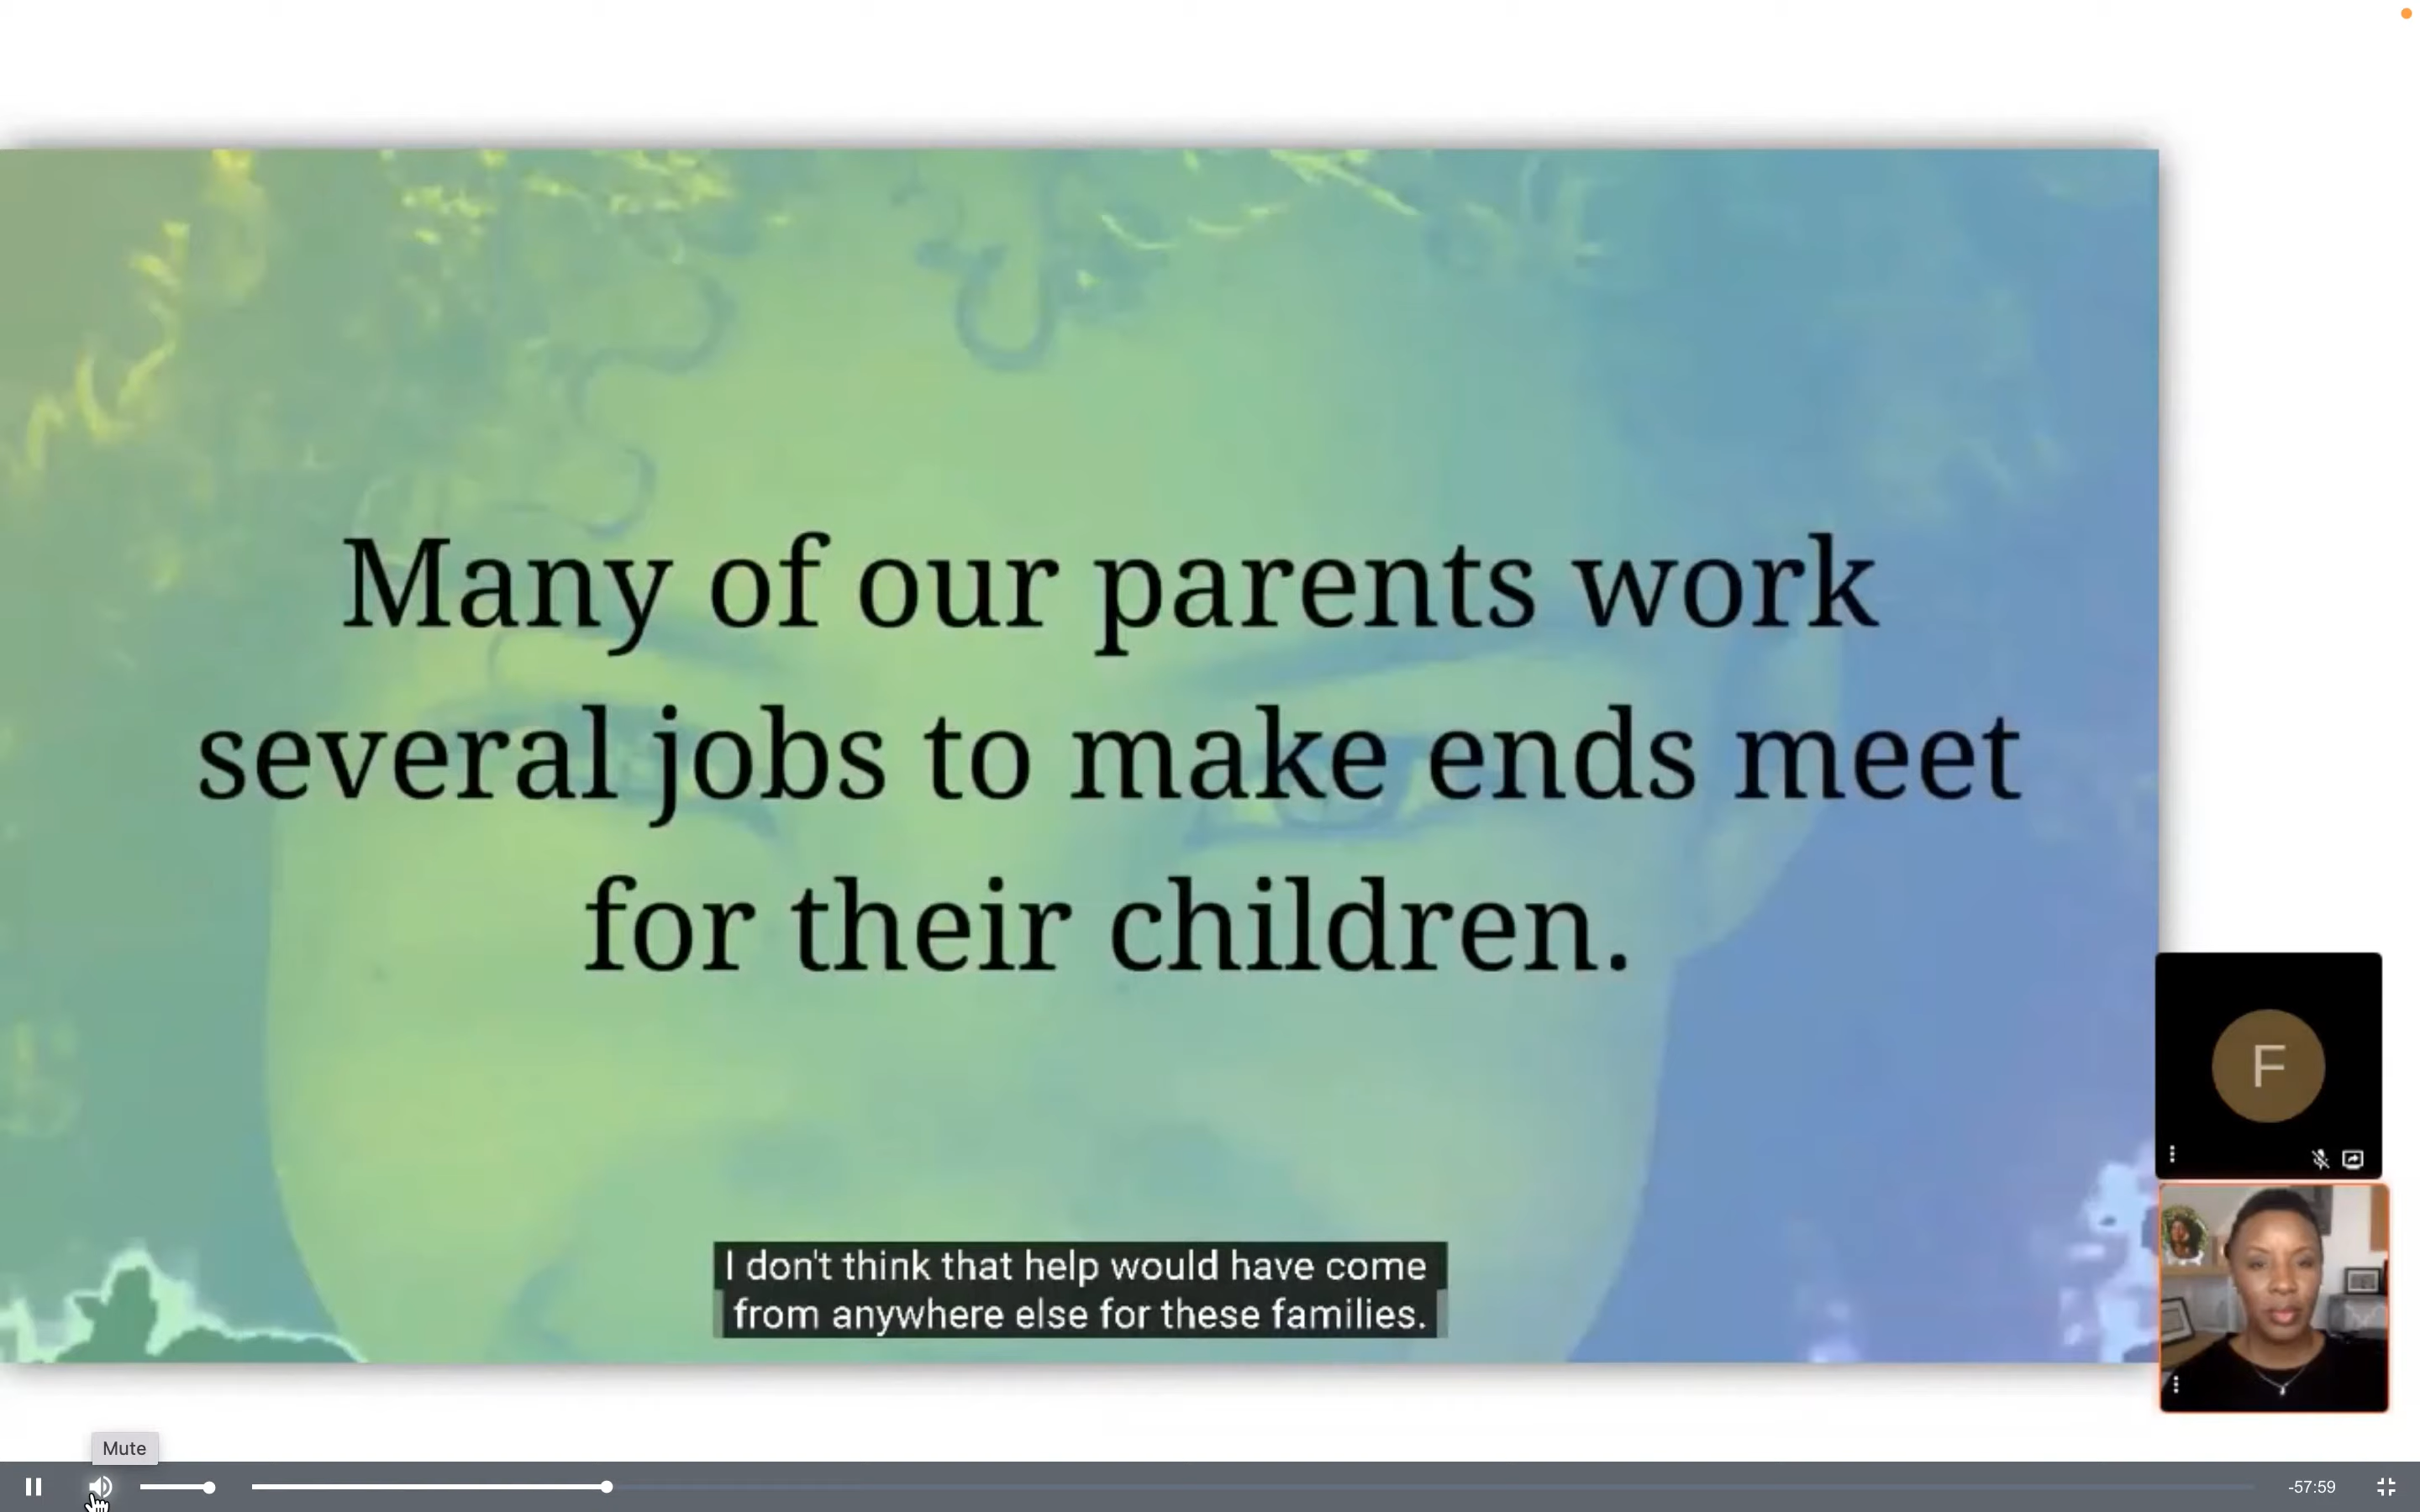 Many of our parents work
several jobs to make ends meet
for their children.
F
I don't think that help would have come
from anywhere else for these families.
Mute
-57:59